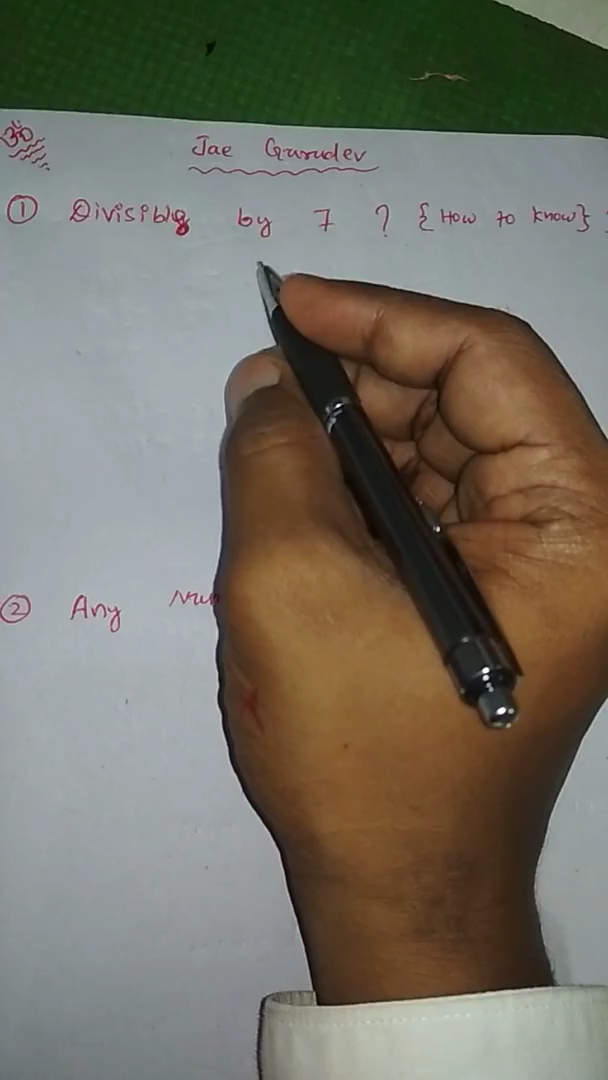 ॐ
Jae Gurudev
① Divisible by 7 ? {How to know}
② Any